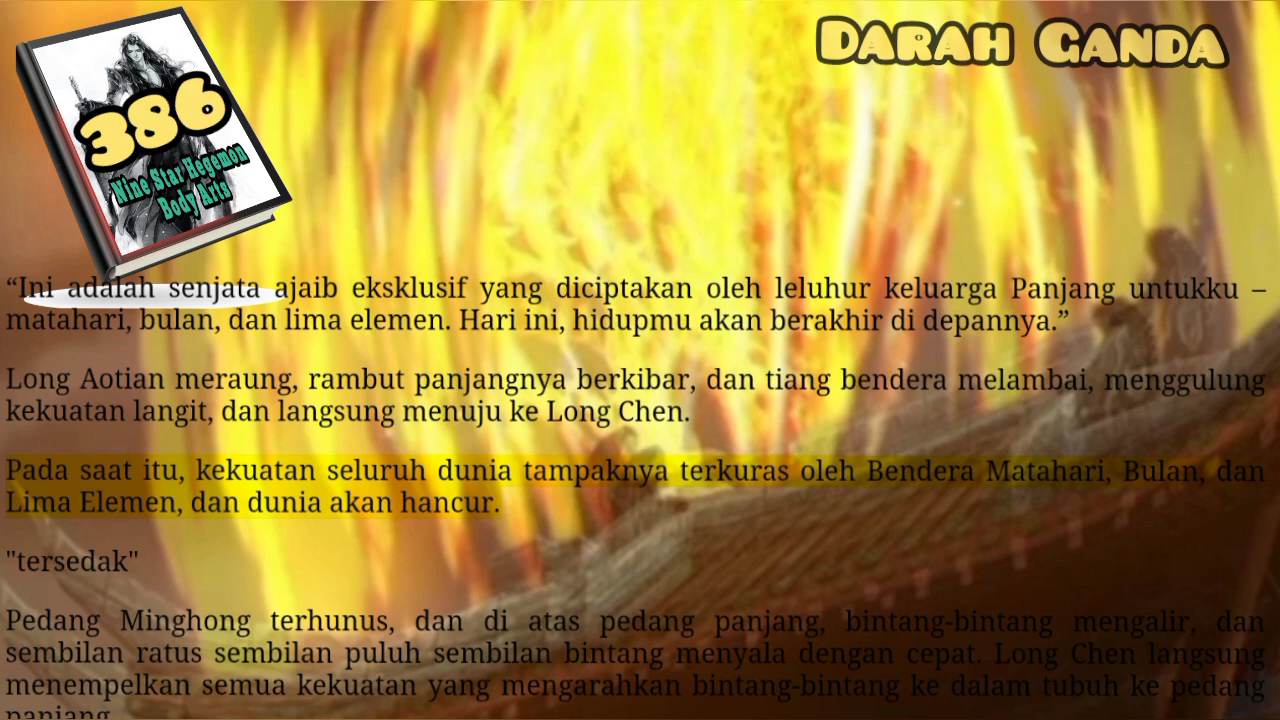 DARAH GANDA
386
Nine Star Hegemon
Body Arts
“Ini adalah senjata ajaib eksklusif yang diciptakan oleh leluhur keluarga Panjang untukku –
matahari, bulan, dan lima elemen. Hari ini, hidupmu akan berakhir di depannya.”
Long Aotian meraung, rambut panjangnya berkibar, dan tiang bendera melambai, menggulung
kekuatan langit, dan langsung menuju ke Long Chen.
Pada saat itu, kekuatan seluruh dunia tampaknya terkuras oleh Bendera Matahari, Bulan, dan
Lima Elemen, dan dunia akan hancur.
"tersedak"
Pedang Minghong terhunus, dan di atas pedang panjang, bintang-bintang mengalir, dan
sembilan ratus sembilan puluh sembilan bintang menyala dengan cepat. Long Chen langsung
menempelkan semua kekuatan yang mengarahkan bintang-bintang ke dalam tubuh ke pedang
panjang.